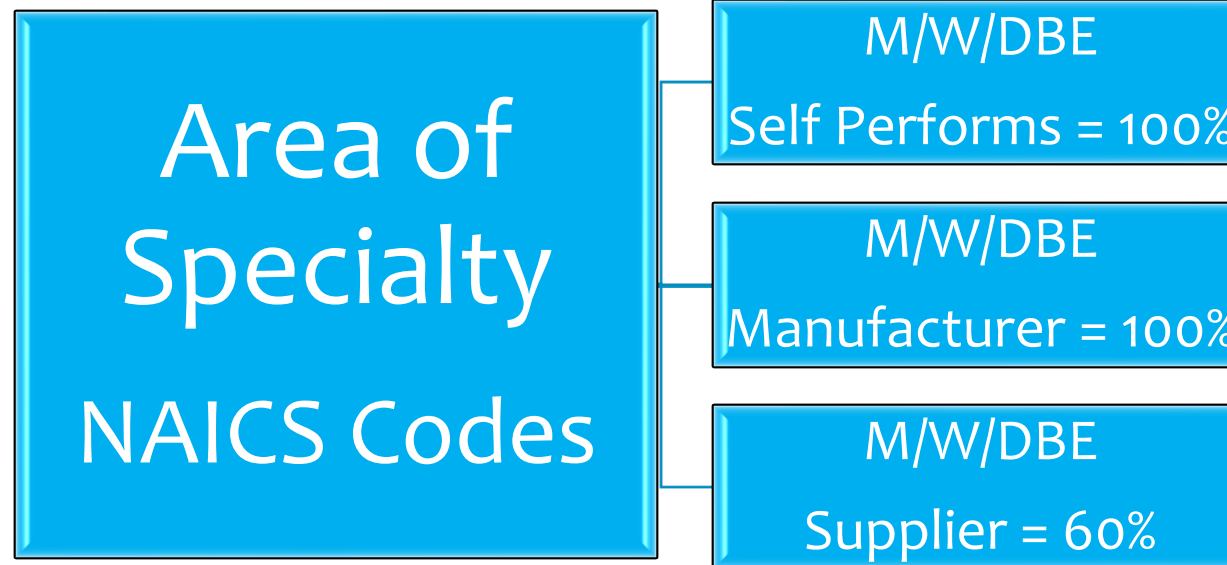 Area of
Specialty
NAICS Codes
M/W/DBE
Self Performs = 100%
M/W/DBE
Manufacturer = 100%
M/W/DBE
Supplier = 60%